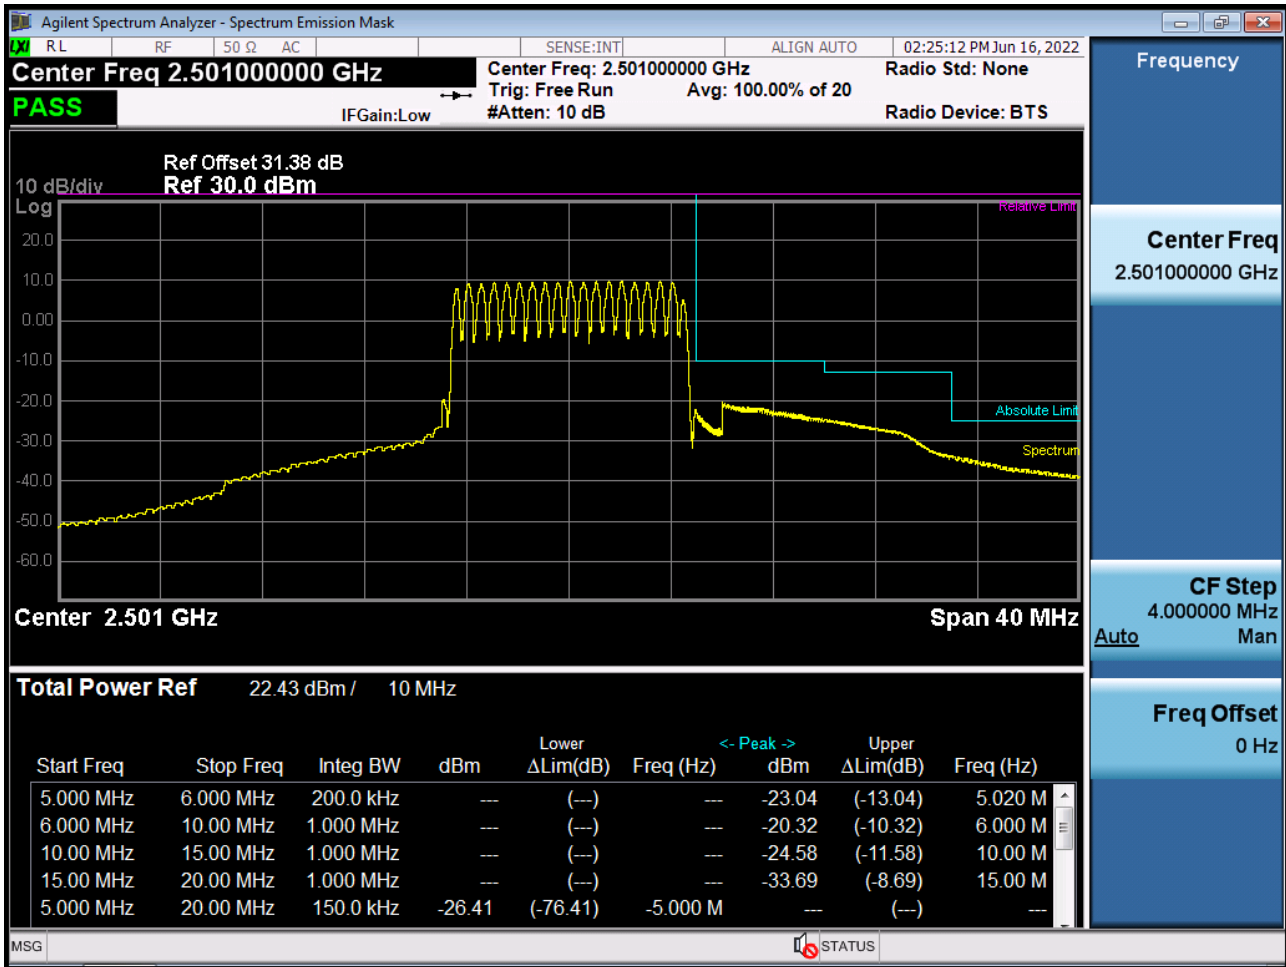 Agilent Spectrum Analyzer - Spectrum Emission Mask
LXI RL RF 50 Ω AC SENSE:INT ALIGN AUTO 02:25:12 PM Jun 16, 2022
Center Freq 2.501000000 GHz
PASS
IFGain:Low
Center Freq: 2.501000000 GHz
Trig: Free Run Avg: 100.00% of 20
#Atten: 10 dB
Radio Std: None
Radio Device: BTS
Ref Offset 31.38 dB
10 dB/div Ref 30.0 dBm
Log
Relative Limit
20.0
10.0
0.00
-10.0
-20.0
Absolute Limit
-30.0
Spectrum
-40.0
-50.0
-60.0
Center 2.501 GHz Span 40 MHz
Total Power Ref 22.43 dBm / 10 MHz
Lower <- Peak -> Upper
Start Freq Stop Freq Integ BW dBm ΔLim(dB) Freq (Hz) dBm ΔLim(dB) Freq (Hz)
5.000 MHz 6.000 MHz 200.0 kHz --- (---) --- -23.04 (-13.04) 5.020 M
6.000 MHz 10.00 MHz 1.000 MHz --- (---) --- -20.32 (-10.32) 6.000 M
10.00 MHz 15.00 MHz 1.000 MHz --- (---) --- -24.58 (-11.58) 10.00 M
15.00 MHz 20.00 MHz 1.000 MHz --- (---) --- -33.69 (-8.69) 15.00 M
5.000 MHz 20.00 MHz 150.0 kHz -26.41 (-76.41) -5.000 M --- (---) ---
MSG STATUS
Frequency
Center Freq
2.501000000 GHz
CF Step
4.000000 MHz
Auto Man
Freq Offset
0 Hz